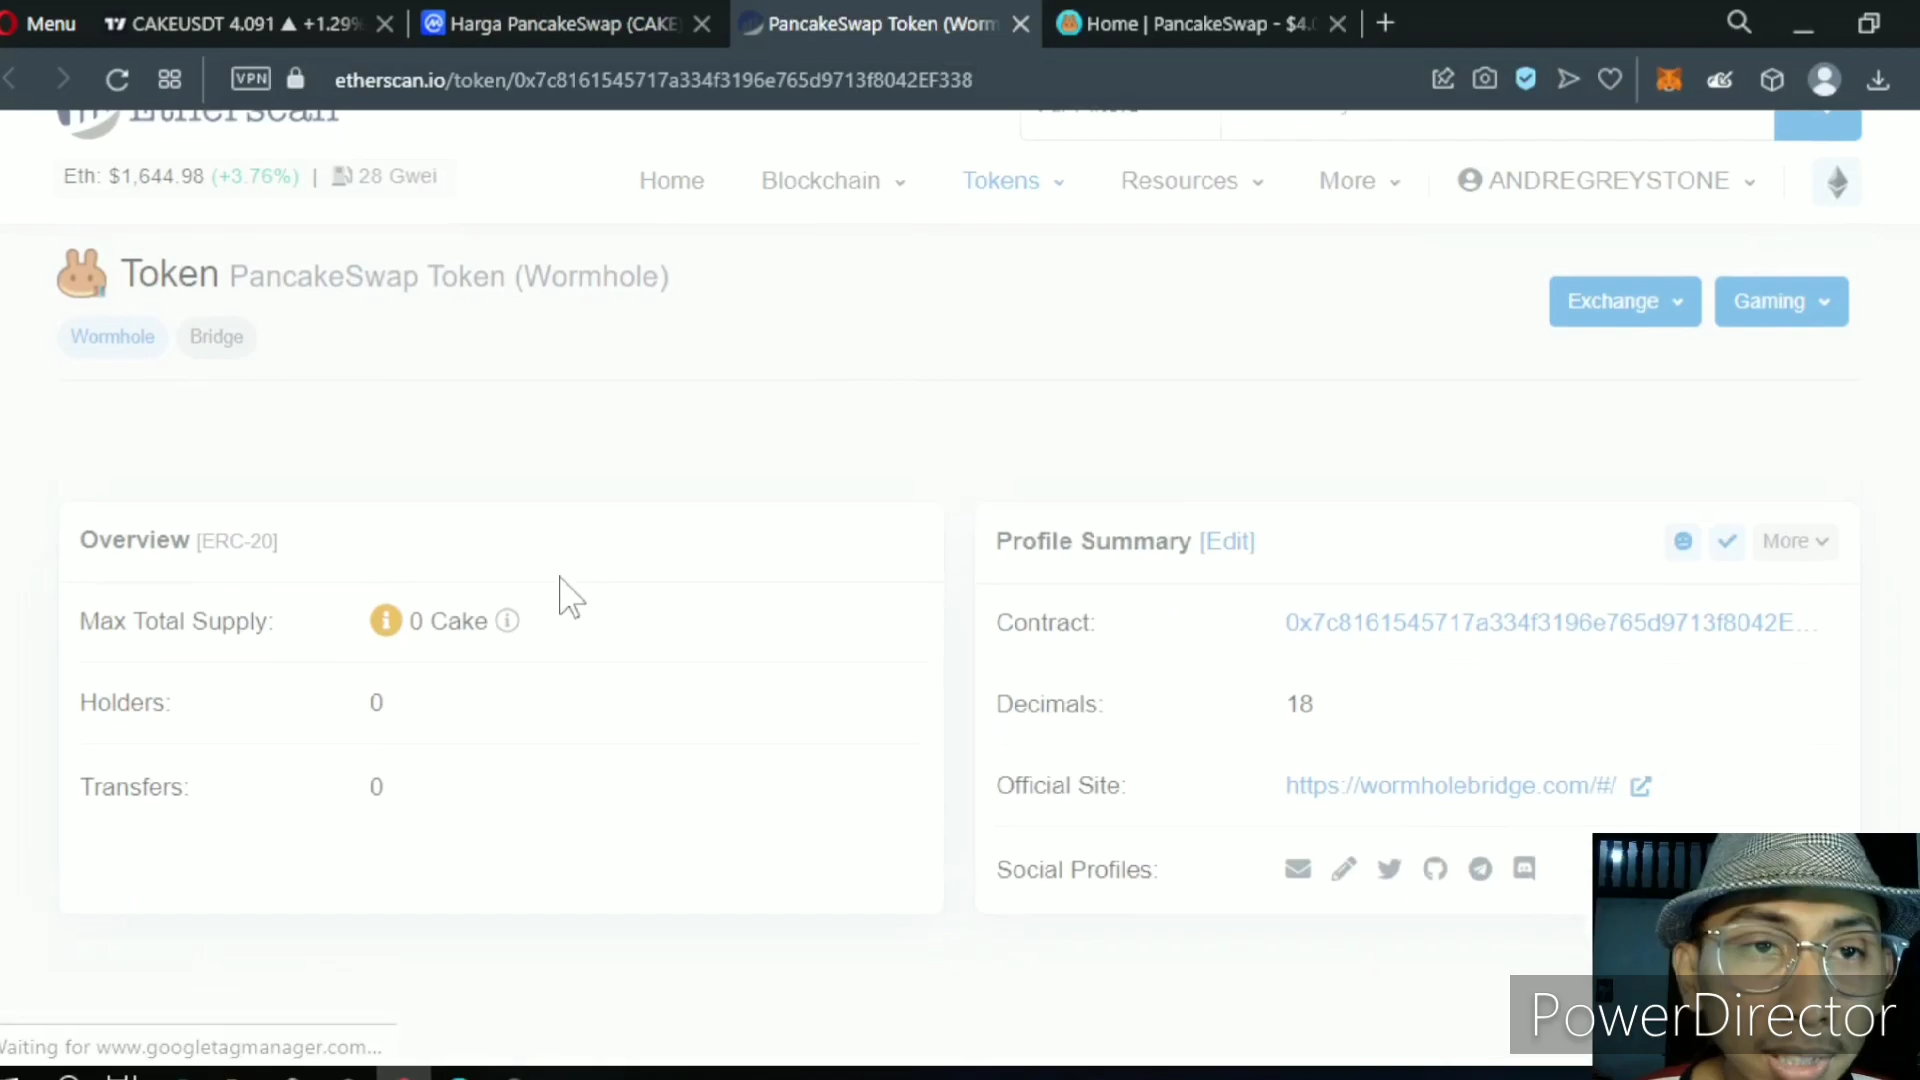 Menu CAKEUSDT 4.091 ▲ +1.29% Harga PancakeSwap (CAKE PancakeSwap Token (Worm Home | PancakeSwap - $4.
VPN etherscan.io/token/0x7c8161545717a334f3196e765d9713f8042EF338
Etherscan
Eth: $1,644.98 (+3.76%) | 28 Gwei Home Blockchain Tokens Resources More ANDREGREYSTONE
Token PancakeSwap Token (Wormhole)
Exchange Gaming
Wormhole Bridge
Overview [ERC-20]
Max Total Supply: 0 Cake
Holders: 0
Transfers: 0
Profile Summary [Edit] More
Contract: 0x7c8161545717a334f3196e765d9713f8042E...
Decimals: 18
Official Site: https://wormholebridge.com/#/
Social Profiles:
PowerDirector
Waiting for www.googletagmanager.com...